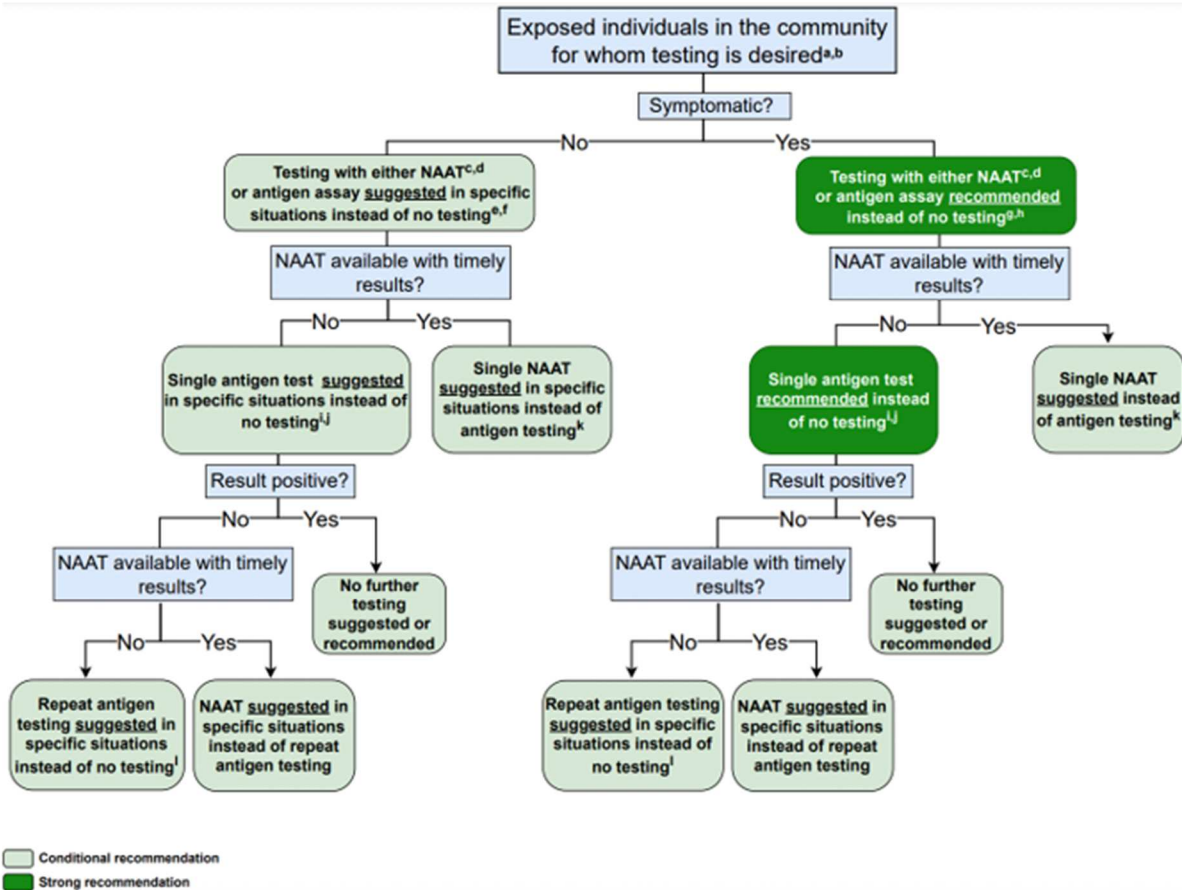 Exposed individuals in the community
for whom testing is desireda,b
Symptomatic?
No
Yes
Testing with either NAATc,d
or antigen assay suggested in specific
situations instead of no testinge,f
Testing with either NAATc,d
or antigen assay recommended
instead of no testingg,h
NAAT available with timely
results?
NAAT available with timely
results?
No
Yes
No
Yes
Single antigen test suggested
in specific situations instead of
no testingi,j
Single NAAT
suggested in specific
situations instead of
antigen testingk
Single antigen test
recommended instead
of no testingi,j
Single NAAT
suggested instead
of antigen testingk
Result positive?
Result positive?
No
Yes
No
Yes
NAAT available with timely
results?
No further
testing
suggested or
recommended
NAAT available with timely
results?
No further
testing
suggested or
recommended
No
Yes
No
Yes
Repeat antigen
testing suggested in
specific situations
instead of no testingl
NAAT suggested in
specific situations
instead of repeat
antigen testing
Repeat antigen testing
suggested in specific
situations instead of
no testingl
NAAT suggested in
specific situations
instead of repeat
antigen testing
Conditional recommendation
Strong recommendation